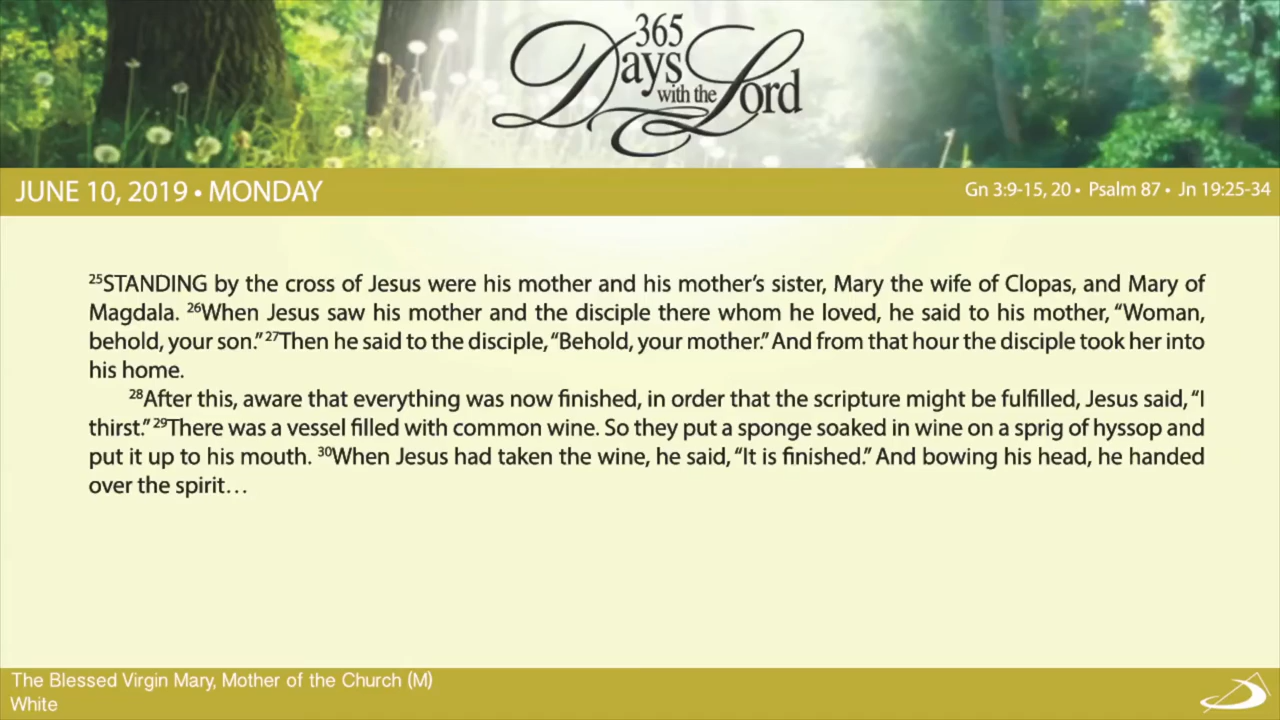 365
Days
with the
Lord
JUNE 10, 2019 • MONDAY
Gn 3:9-15, 20 • Psalm 87 • Jn 19:25-34
²⁵STANDING by the cross of Jesus were his mother and his mother’s sister, Mary the wife of Clopas, and Mary of
Magdala. ²⁶When Jesus saw his mother and the disciple there whom he loved, he said to his mother, “Woman,
behold, your son.” ²⁷Then he said to the disciple, “Behold, your mother.” And from that hour the disciple took her into
his home.
²⁸After this, aware that everything was now finished, in order that the scripture might be fulfilled, Jesus said, “I
thirst.” ²⁹There was a vessel filled with common wine. So they put a sponge soaked in wine on a sprig of hyssop and
put it up to his mouth. ³⁰When Jesus had taken the wine, he said, “It is finished.” And bowing his head, he handed
over the spirit…
The Blessed Virgin Mary, Mother of the Church (M)
White